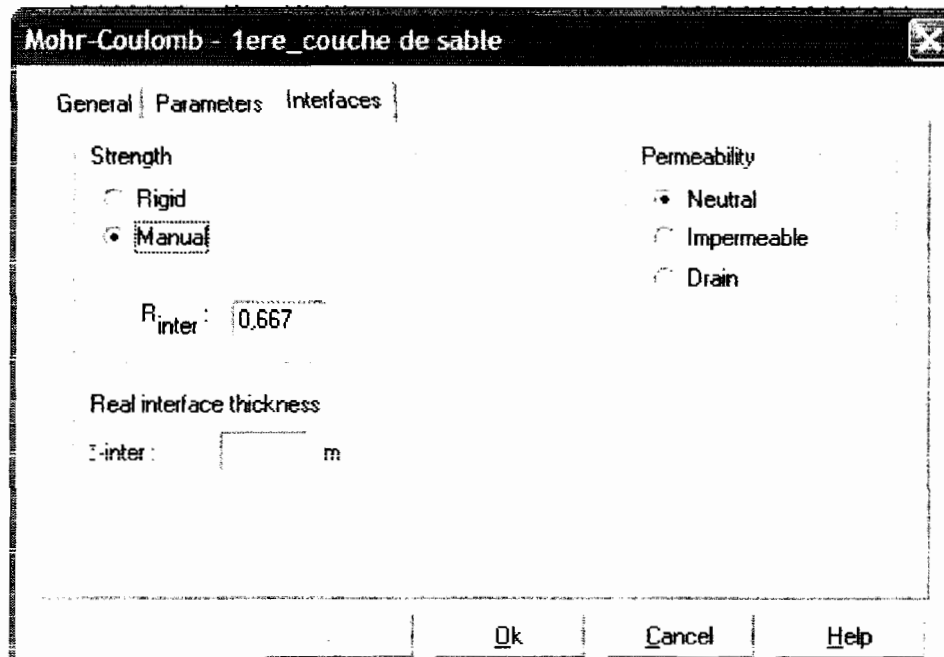 Mohr-Coulomb - 1ere_couche de sable
General Parameters Interfaces
Strength
Rigid
Manual
R inter : 0,667
Real interface thickness
-inter : m
Permeability
Neutral
Impermeable
Drain
Ok Cancel Help